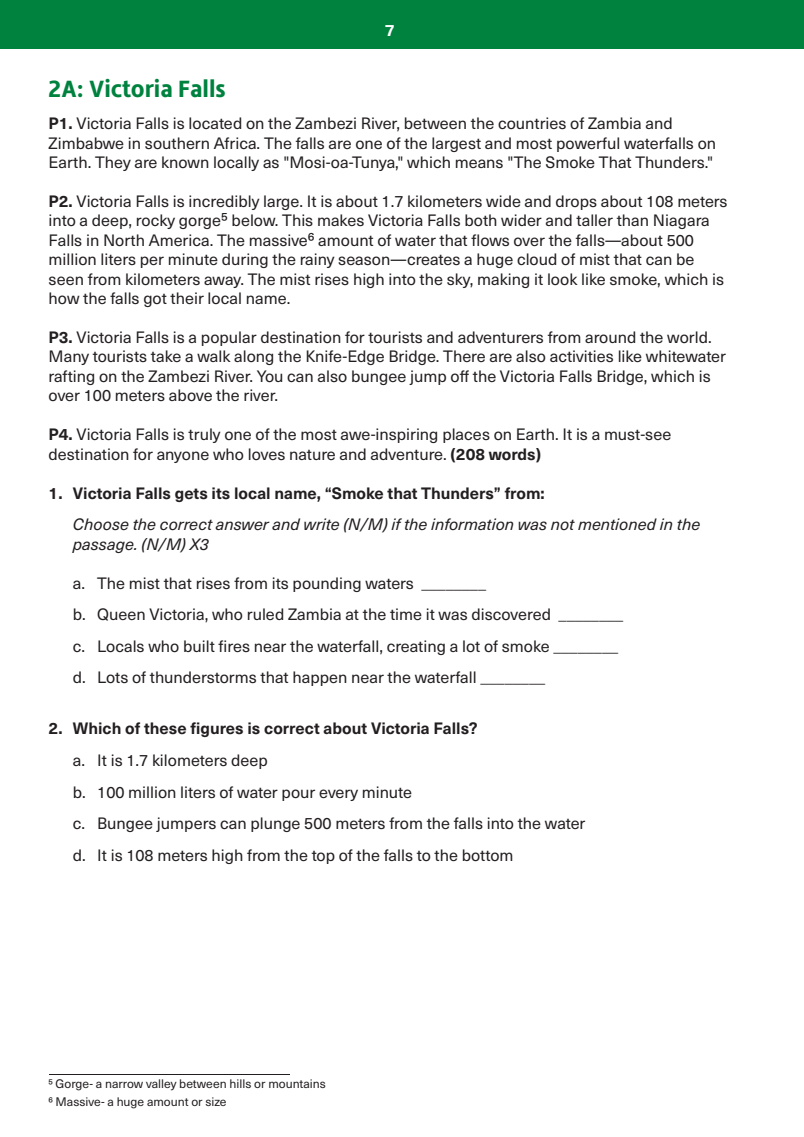 7
2A: Victoria Falls
P1. Victoria Falls is located on the Zambezi River, between the countries of Zambia and
Zimbabwe in southern Africa. The falls are one of the largest and most powerful waterfalls on
Earth. They are known locally as "Mosi-oa-Tunya," which means "The Smoke That Thunders."
P2. Victoria Falls is incredibly large. It is about 1.7 kilometers wide and drops about 108 meters
into a deep, rocky gorge⁵ below. This makes Victoria Falls both wider and taller than Niagara
Falls in North America. The massive⁶ amount of water that flows over the falls—about 500
million liters per minute during the rainy season—creates a huge cloud of mist that can be
seen from kilometers away. The mist rises high into the sky, making it look like smoke, which is
how the falls got their local name.
P3. Victoria Falls is a popular destination for tourists and adventurers from around the world.
Many tourists take a walk along the Knife-Edge Bridge. There are also activities like whitewater
rafting on the Zambezi River. You can also bungee jump off the Victoria Falls Bridge, which is
over 100 meters above the river.
P4. Victoria Falls is truly one of the most awe-inspiring places on Earth. It is a must-see
destination for anyone who loves nature and adventure. (208 words)
1. Victoria Falls gets its local name, “Smoke that Thunders” from:
Choose the correct answer and write (N/M) if the information was not mentioned in the
passage. (N/M) X3
a. The mist that rises from its pounding waters ________
b. Queen Victoria, who ruled Zambia at the time it was discovered ________
c. Locals who built fires near the waterfall, creating a lot of smoke ________
d. Lots of thunderstorms that happen near the waterfall ________
2. Which of these figures is correct about Victoria Falls?
a. It is 1.7 kilometers deep
b. 100 million liters of water pour every minute
c. Bungee jumpers can plunge 500 meters from the falls into the water
d. It is 108 meters high from the top of the falls to the bottom
⁵ Gorge- a narrow valley between hills or mountains
⁶ Massive- a huge amount or size